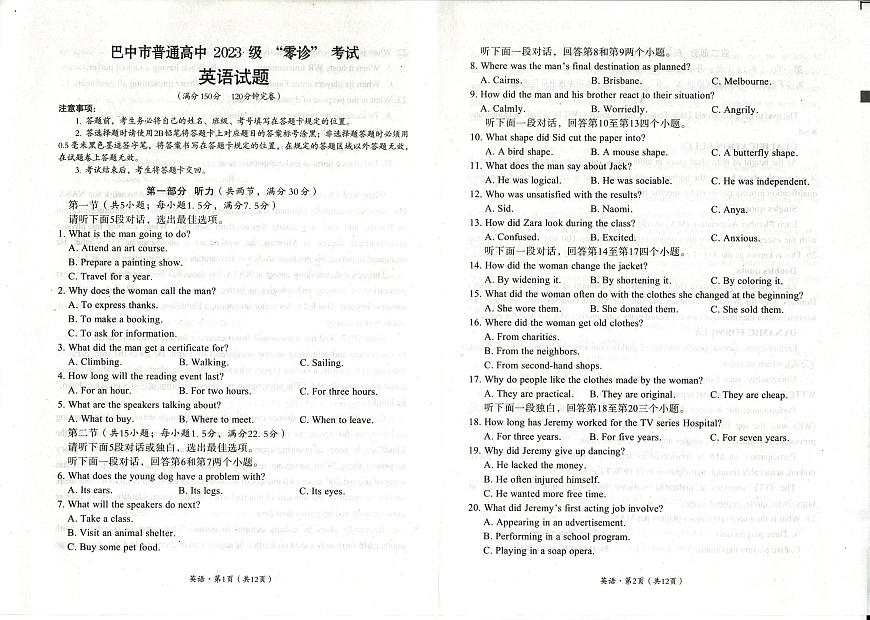 巴中市普通高中 2023 级 “零诊” 考试
英语试题
(满分150分 120分钟完卷)
注意事项:
1. 答题前,考生务必将自己的姓名、班级、考号填写在答题卡规定的位置。
2. 答选择题时请使用2B铅笔将答题卡上对应题目的答案标号涂黑;非选择题答题时必须用
0.5毫米黑色墨迹签字笔,将答案书写在答题卡规定的位置,在规定的答题区域以外答题无效,
在试题卷上答题无效。
3. 考试结束后,考生将答题卡交回。
第一部分 听力(共两节,满分30分)
第一节(共5小题;每小题1.5分,满分7.5分)
请听下面5段对话,选出最佳选项。
1. What is the man going to do?
A. Attend an art course.
B. Prepare a painting show.
C. Travel for a year.
2. Why does the woman call the man?
A. To express thanks.
B. To make a booking.
C. To ask for information.
3. What did the man get a certificate for?
A. Climbing. B. Walking. C. Sailing.
4. How long will the reading event last?
A. For an hour. B. For two hours. C. For three hours.
5. What are the speakers talking about?
A. What to buy. B. Where to meet. C. When to leave.
第二节(共15小题;每小题1.5分,满分22.5分)
请听下面5段对话或独白,选出最佳选项。
听下面一段对话,回答第6和第7两个小题。
6. What does the young dog have a problem with?
A. Its ears. B. Its legs. C. Its eyes.
7. What will the speakers do next?
A. Take a class.
B. Visit an animal shelter.
C. Buy some pet food.
英语·第1页(共12页)
听下面一段对话,回答第8和第9两个小题。
8. Where was the man's final destination as planned?
A. Cairns. B. Brisbane. C. Melbourne.
9. How did the man and his brother react to their situation?
A. Calmly. B. Worriedly. C. Angrily.
听下面一段对话,回答第10至第13四个小题。
10. What shape did Sid cut the paper into?
A. A bird shape. B. A mouse shape. C. A butterfly shape.
11. What does the man say about Jack?
A. He was logical. B. He was sociable. C. He was independent.
12. Who was unsatisfied with the results?
A. Sid. B. Naomi. C. Anya.
13. How did Zara look during the class?
A. Confused. B. Excited. C. Anxious.
听下面一段对话,回答第14至第17四个小题。
14. How did the woman change the jacket?
A. By widening it. B. By shortening it. C. By coloring it.
15. What did the woman often do with the clothes she changed at the beginning?
A. She wore them. B. She donated them. C. She sold them.
16. Where did the woman get old clothes?
A. From charities.
B. From the neighbors.
C. From second-hand shops.
17. Why do people like the clothes made by the woman?
A. They are practical. B. They are original. C. They are cheap.
听下面一段独白,回答第18至第20三个小题。
18. How long has Jeremy worked for the TV series Hospital?
A. For three years. B. For five years. C. For seven years.
19. Why did Jeremy give up dancing?
A. He lacked the money.
B. He often injured himself.
C. He wanted more free time.
20. What did Jeremy's first acting job involve?
A. Appearing in an advertisement.
B. Performing in a school program.
C. Playing in a soap opera.
英语·第2页(共12页)